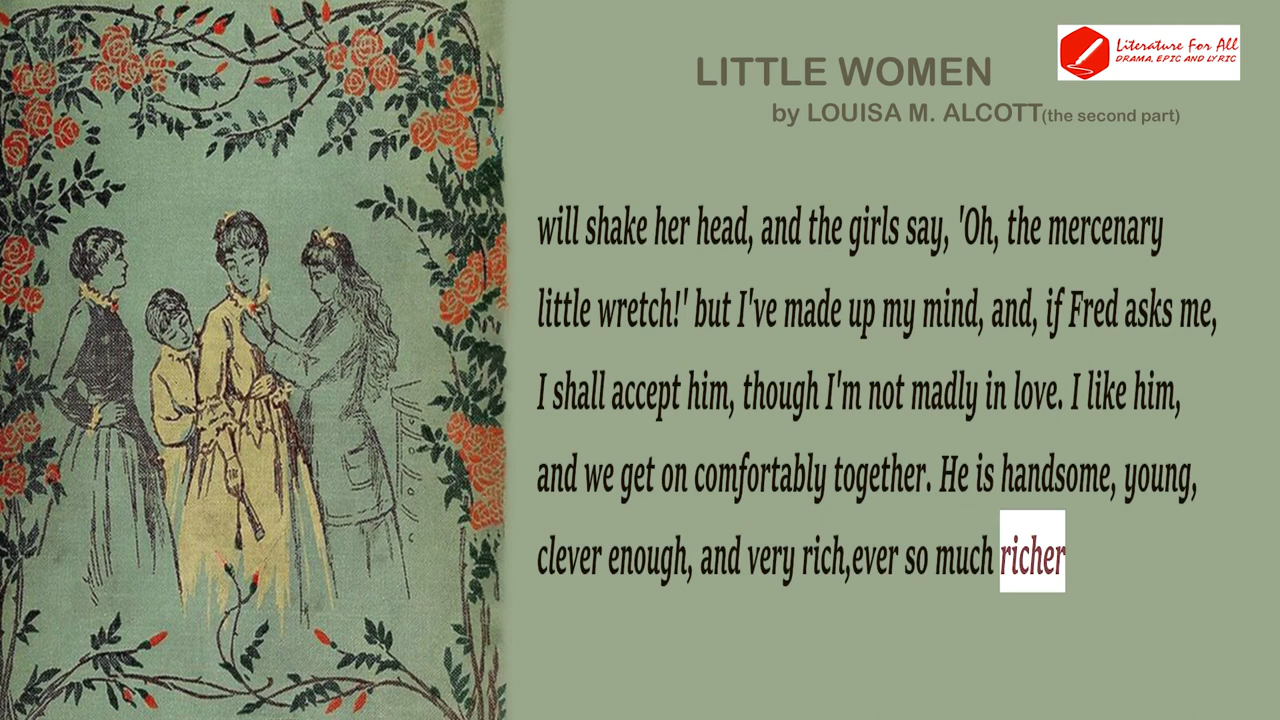 LITTLE WOMEN
by LOUISA M. ALCOTT(the second part)
Literature For All
DRAMA, EPIC AND LYRIC
will shake her head, and the girls say, 'Oh, the mercenary
little wretch!' but I've made up my mind, and, if Fred asks me,
I shall accept him, though I'm not madly in love. I like him,
and we get on comfortably together. He is handsome, young,
clever enough, and very rich,ever so much richer